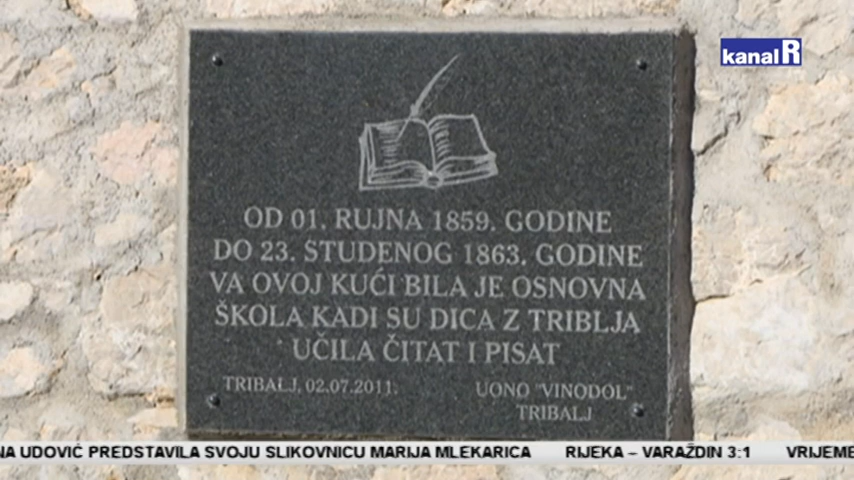 kanal R
OD 01. RUJNA 1859. GODINE
DO 23. STUDENOG 1863. GODINE
VA OVOJ KUĆI BILA JE OSNOVNA
ŠKOLA KADI SU DICA Z TRIBLJA
UČILA ČITAT I PISAT
TRIBALJ, 02.07.2011. UONO "VINODOL"
TRIBALJ
NA UDOVIĆ PREDSTAVILA SVOJU SLIKOVNICU MARIJA MLEKARICA RIJEKA – VARAŽDIN 3:1 VRIJEME